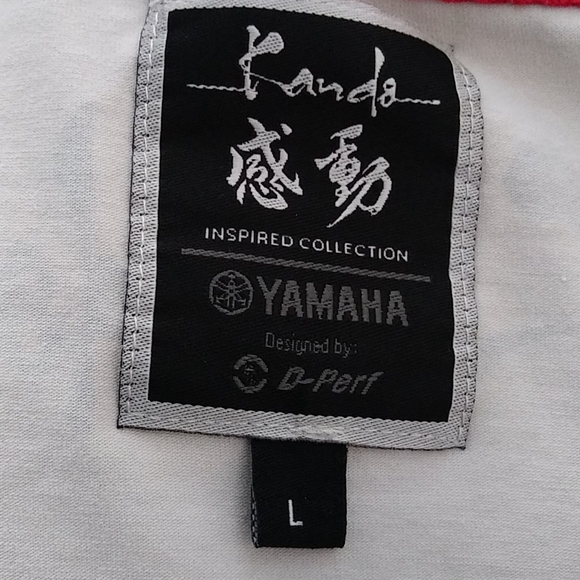 Kando
感動
INSPIRED COLLECTION
YAMAHA
Designed by:
D-Perf
L